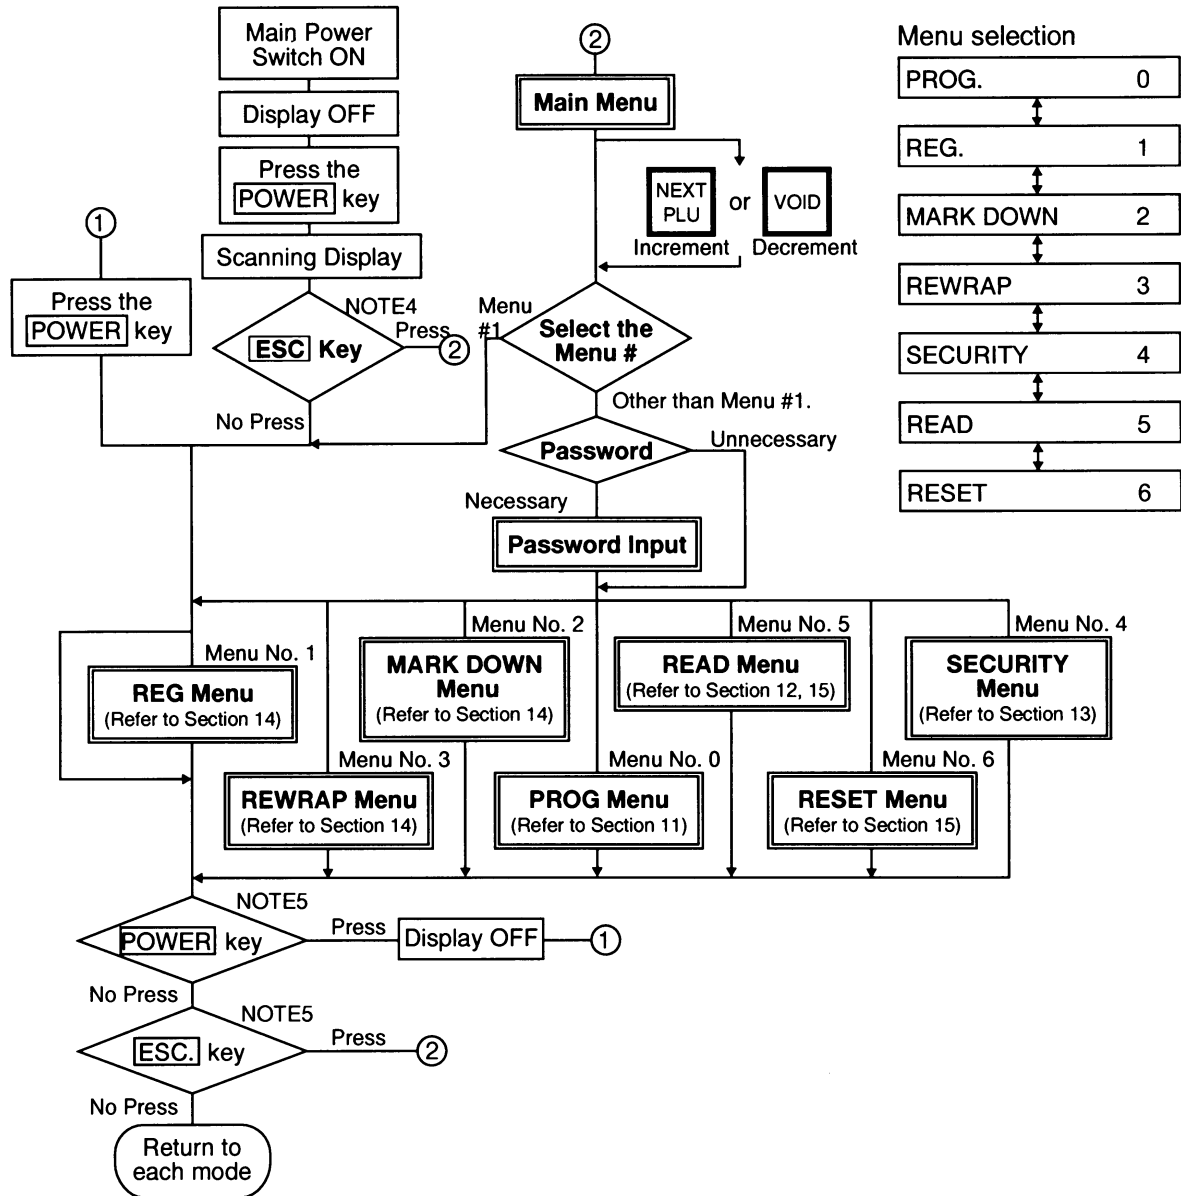 Main Power
Switch ON
Display OFF
Press the
POWER key
Scanning Display
1
Press the
POWER key
NOTE4
ESC Key
Press
2
No Press
2
Main Menu
NEXT
PLU
or
VOID
Increment Decrement
Menu
#1
Select the
Menu #
Other than Menu #1.
Password
Unnecessary
Necessary
Password Input
Menu selection
PROG. 0
REG. 1
MARK DOWN 2
REWRAP 3
SECURITY 4
READ 5
RESET 6
Menu No. 1
REG Menu
(Refer to Section 14)
Menu No. 2
MARK DOWN
Menu
(Refer to Section 14)
Menu No. 5
READ Menu
(Refer to Section 12, 15)
Menu No. 4
SECURITY
Menu
(Refer to Section 13)
Menu No. 3
REWRAP Menu
(Refer to Section 14)
Menu No. 0
PROG Menu
(Refer to Section 11)
Menu No. 6
RESET Menu
(Refer to Section 15)
NOTE5
POWER key
Press
Display OFF
1
No Press
NOTE5
ESC. key
Press
2
No Press
Return to
each mode